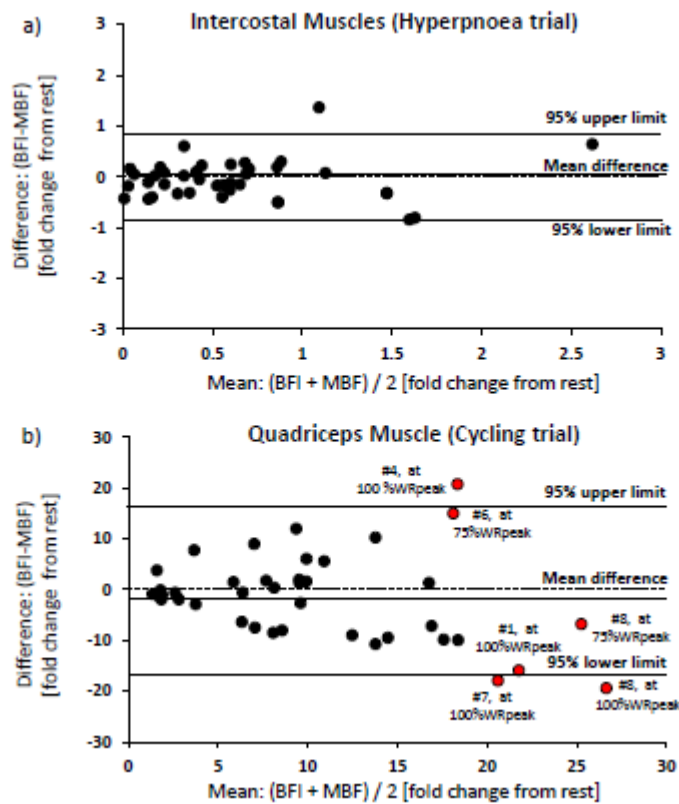 a)
Intercostal Muscles (Hyperpnoea trial)
Difference: (BFI-MBF)
[fold change from rest]
3
2
1
0
-1
-2
-3
95% upper limit
Mean difference
95% lower limit
0
0.5
1
1.5
2
2.5
3
Mean: (BFI + MBF) / 2 [fold change from rest]
b)
Quadriceps Muscle (Cycling trial)
Difference: (BFI-MBF)
[fold change from rest]
30
20
10
0
-10
-20
-30
#4, at
100 %WRpeak
95% upper limit
#6, at
75%WRpeak
Mean difference
#1, at
100%WRpeak
#8, at
75%WRpeak
95% lower limit
#7, at
100%WRpeak
#8, at
100%WRpeak
0
5
10
15
20
25
30
Mean: (BFI + MBF) / 2 [fold change from rest]